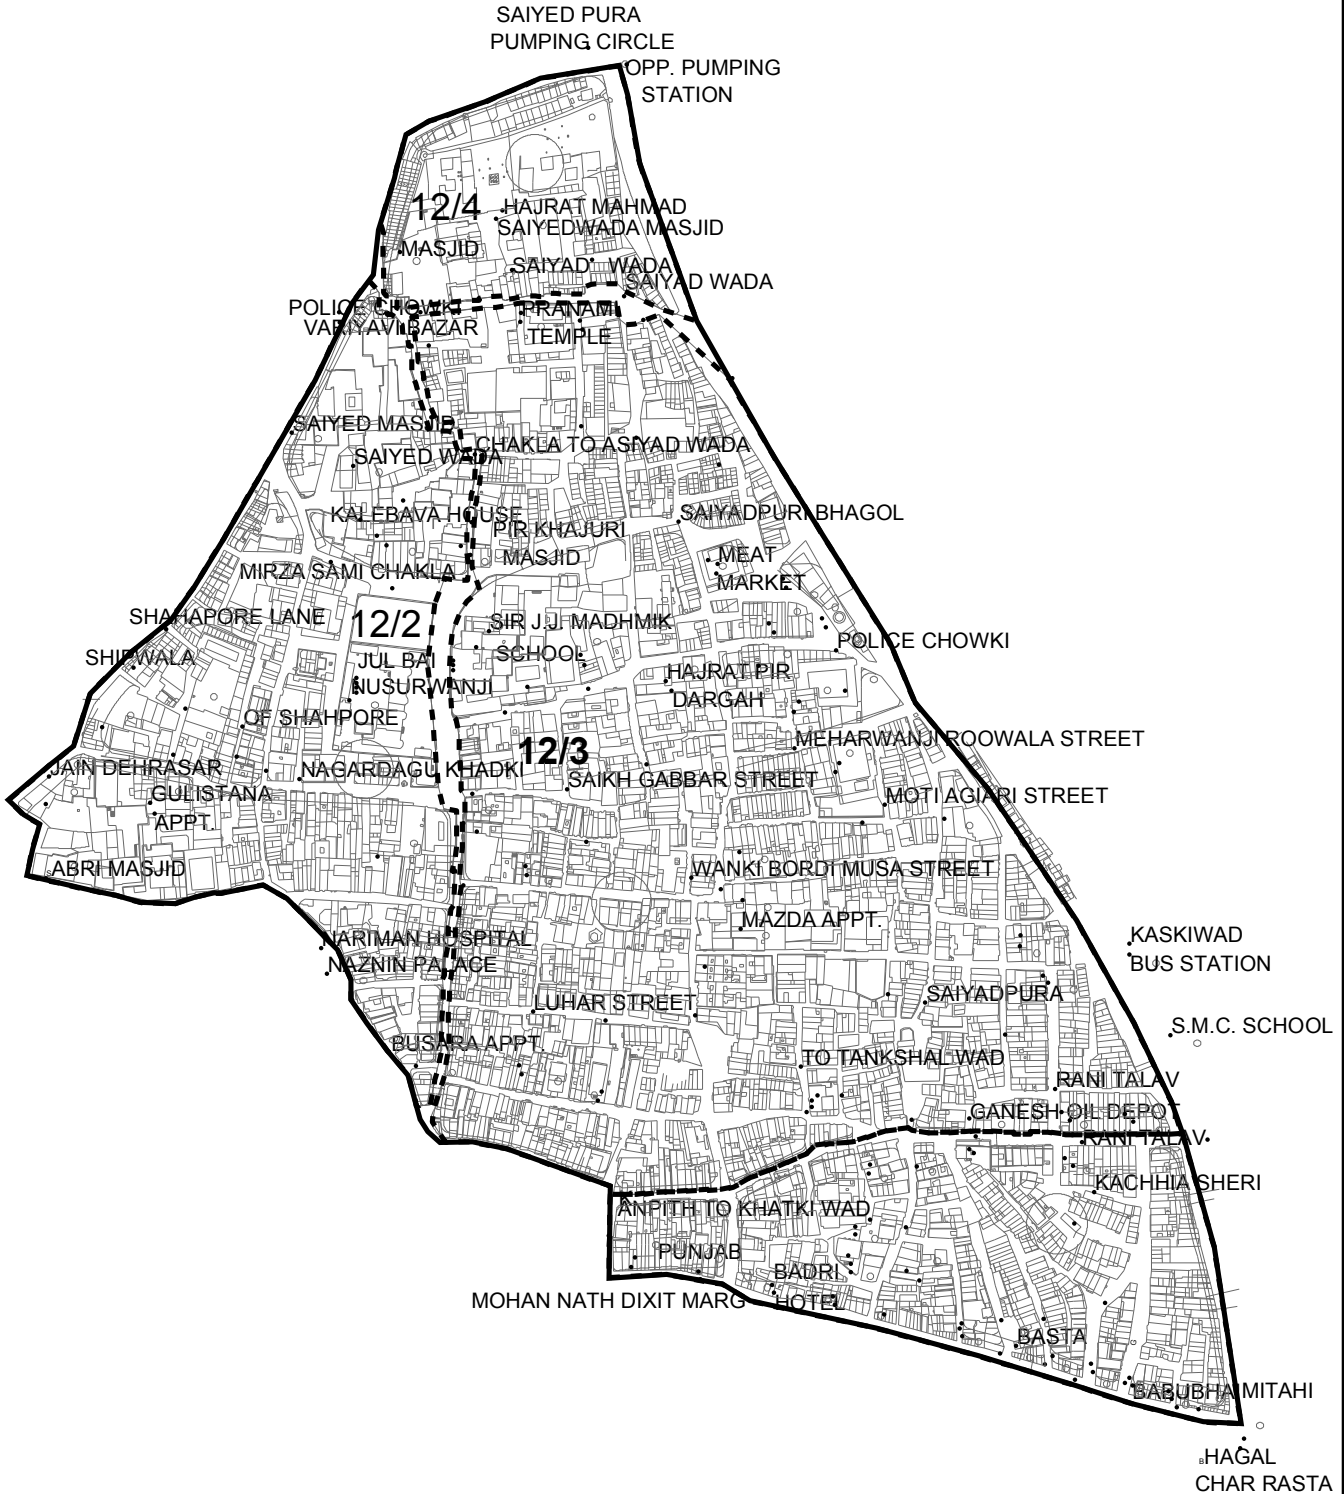 SAIYED PURA
PUMPING CIRCLE
OPP. PUMPING
STATION
12/4
HAJRAT MAHMAD
SAIYEDWADA MASJID
MASJID
SAIYAD WADA
SAIYAD WADA
POLICE CHOWKI
VARIYAVI BAZAR
PRANAMI
TEMPLE
SAIYED MASJID
SAIYED WADA
CHAKLA TO ASIYAD WADA
KALEBAVA HOUSE
PIR KHAJURI
MASJID
SAIYADPURI BHAGOL
MEAT
MARKET
MIRZA SAMI CHAKLA
SHAHAPORE LANE
12/2
SIR J.J. MADHMIK
SCHOOL
POLICE CHOWKI
SHIPWALA
JUL BAI
NUSURWANJI
HAJRAT PIR
DARGAH
OF SHAHPORE
12/3
MEHARWANJI ROOWALA STREET
JAIN DEHRASAR
NAGARDAGU KHADKI
SAIKH GABBAR STREET
GULISTANA
APPT.
MOTI AGIARI STREET
ABRI MASJID
WANKI BORDI MUSA STREET
MAZDA APPT.
NARIMAN HOSPITAL
NAZNIN PALACE
KASKIWAD
BUS STATION
LUHAR STREET
SAIYADPURA
S.M.C. SCHOOL
BUSARA APPT.
TO TANKSHAL WAD
RANI TALAV
GANESH OIL DEPOT
RANI TALAV
KACHHIA SHERI
ANPITH TO KHATKI WAD
PUNJAB
BADRI
HOTEL
MOHAN NATH DIXIT MARG
BASTA
BABUBHAI MITAHI
BHAGAL
CHAR RASTA